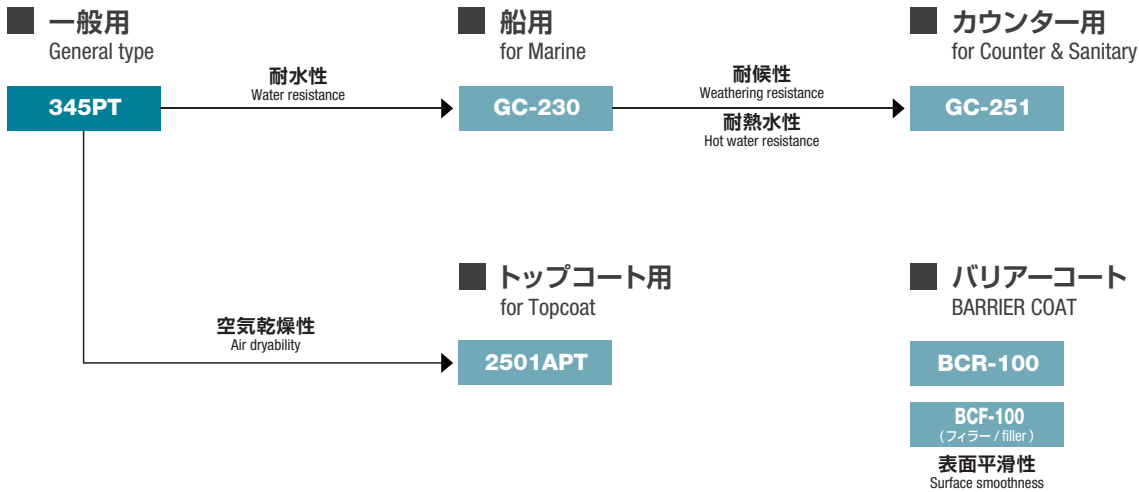 一般用
General type
345PT
耐水性
Water resistance
船用
for Marine
GC-230
耐候性
Weathering resistance
耐熱水性
Hot water resistance
カウンター用
for Counter & Sanitary
GC-251
空気乾燥性
Air dryability
トップコート用
for Topcoat
2501APT
バリアーコート
BARRIER COAT
BCR-100
BCF-100
(フィラー / filler)
表面平滑性
Surface smoothness